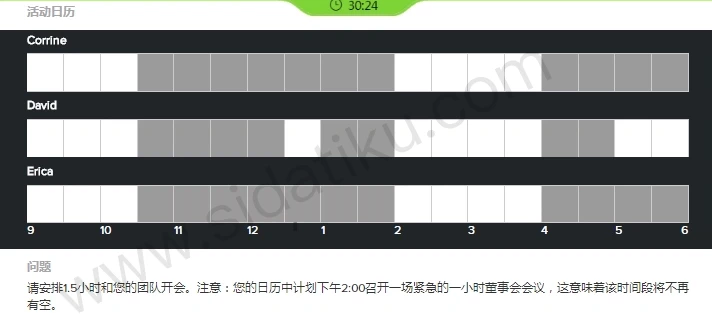 30:24
活动日历
Corrine
David
Erica
9 10 11 12 1 2 3 4 5 6
问题
请安排1.5小时和您的团队开会。注意：您的日历中计划下午2:00召开一场紧急的一小时董事会会议，这意味着该时间段将不再
有空。
www.sidatiku.com